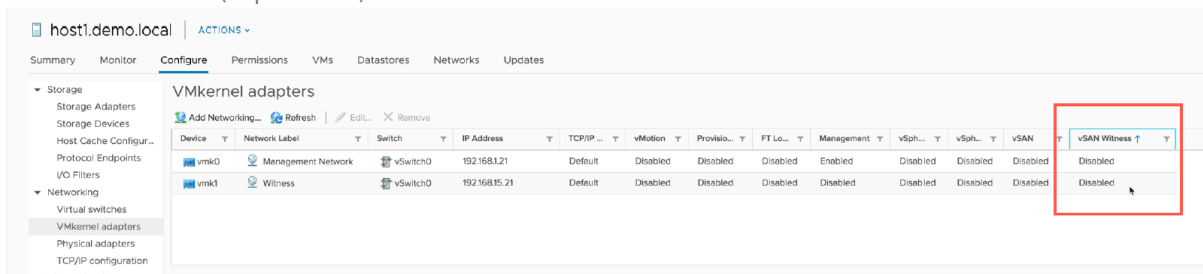 host1.demo.local ACTIONS
Summary Monitor Configure Permissions VMs Datastores Networks Updates
Storage
Storage Adapters
Storage Devices
Host Cache Configur...
Protocol Endpoints
I/O Filters
Networking
Virtual switches
VMkernel adapters
Physical adapters
TCP/IP configuration
VMkernel adapters
Add Networking... Refresh Edit... Remove
Device Network Label Switch IP Address TCP/IP ... vMotion Provisio... FT Lo... Management vSph... vSph... vSAN vSAN Witness ↑
vmk0 Management Network vSwitch0 192.168.1.21 Default Disabled Disabled Disabled Enabled Disabled Disabled Disabled Disabled
vmk1 Witness vSwitch0 192.168.15.21 Default Disabled Disabled Disabled Disabled Disabled Disabled Disabled Disabled